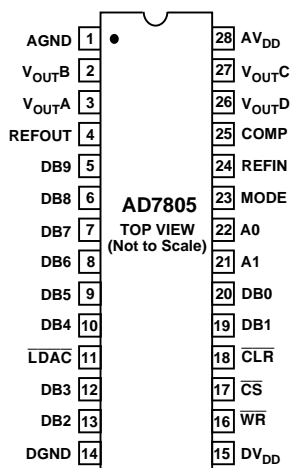 AGND 1 28 AVDD
VOUTB 2 27 VOUTC
VOUTA 3 26 VOUTD
REFOUT 4 25 COMP
DB9 5 24 REFIN
DB8 6 23 MODE
AD7805
DB7 7 22 A0
TOP VIEW
(Not to Scale)
DB6 8 21 A1
DB5 9 20 DB0
DB4 10 19 DB1
LDAC 11 18 CLR
DB3 12 17 CS
DB2 13 16 WR
DGND 14 15 DVDD